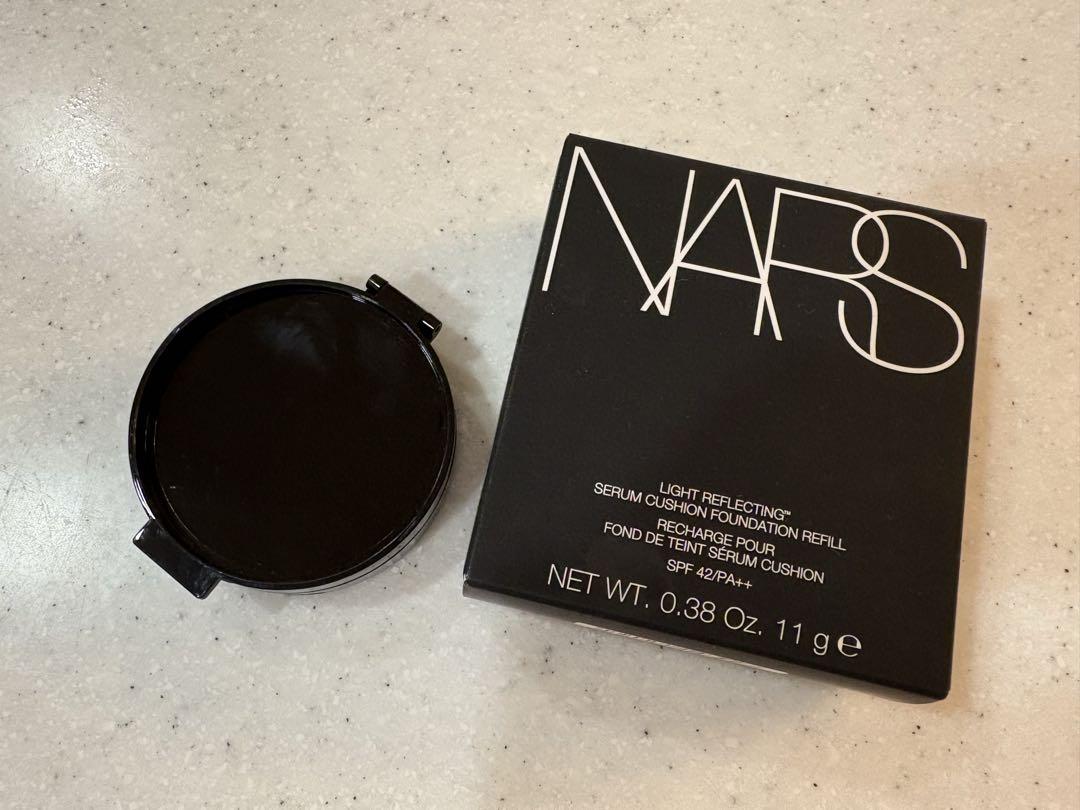 NARS
LIGHT REFLECTING™
SERUM CUSHION FOUNDATION REFILL
RECHARGE POUR
FOND DE TEINT SÉRUM CUSHION
SPF 42/PA++
NET WT. 0.38 Oz. 11 g ℮